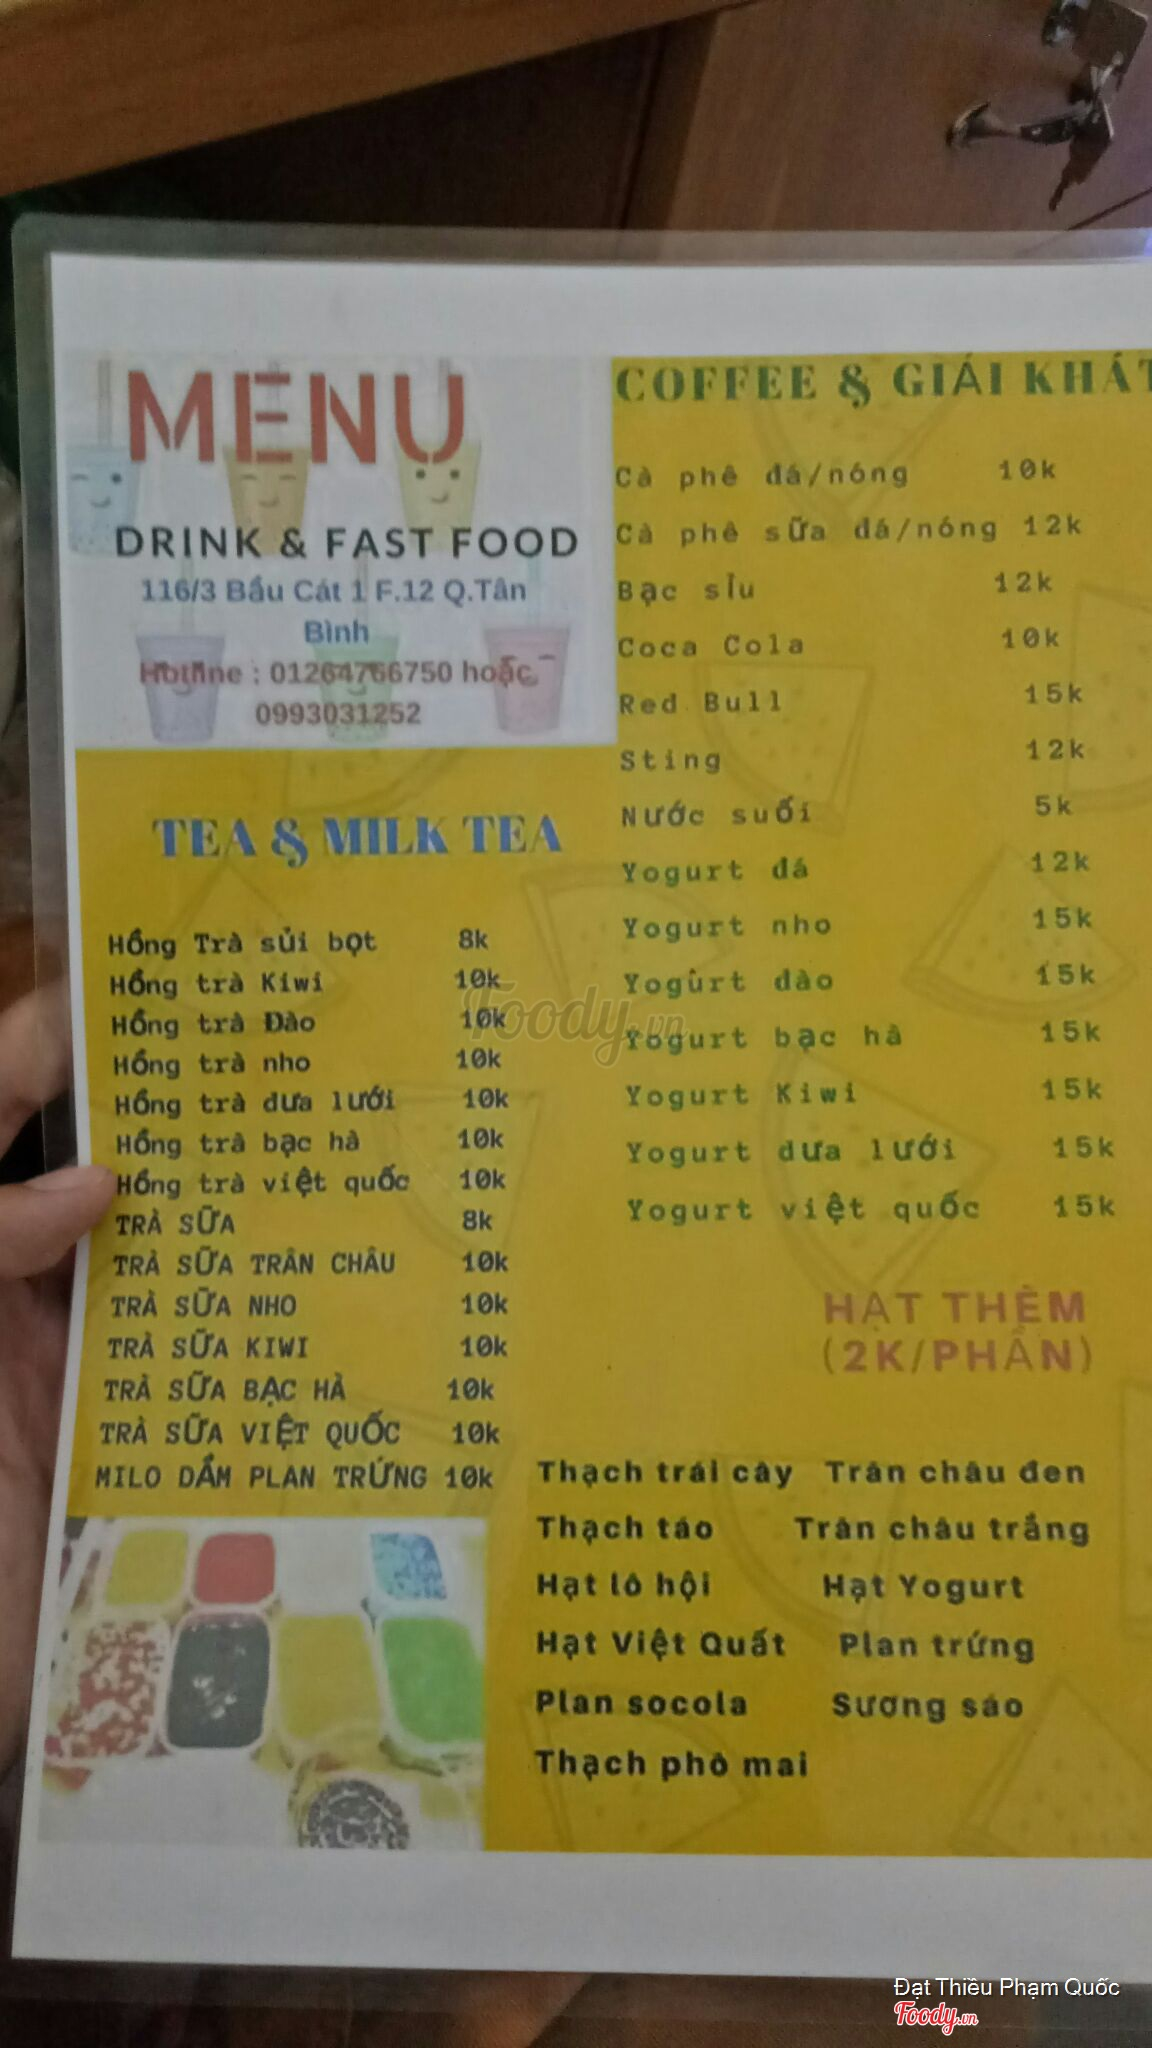 MENU
DRINK & FAST FOOD
116/3 Bầu Cát 1 F.12 Q.Tân
Bình
Hotline : 01264766750 hoặc
0993031252
TEA & MILK TEA
Hồng Trà sủi bọt 8k
Hồng trà Kiwi 10k
Hồng trà Đào 10k
Hồng trà nho 10k
Hồng trà dưa lưới 10k
Hồng trà bạc hà 10k
Hồng trà việt quốc 10k
TRÀ SỮA 8k
TRÀ SỮA TRÂN CHÂU 10k
TRÀ SỮA NHO 10k
TRÀ SỮA KIWI 10k
TRÀ SỮA BẠC HÀ 10k
TRÀ SỮA VIỆT QUỐC 10k
MILO DẦM PLAN TRỨNG 10k
COFFEE & GIẢI KHÁT
Cà phê đá/nóng 10k
Cà phê sữa đá/nóng 12k
Bạc sỉu 12k
Coca Cola 10k
Red Bull 15k
Sting 12k
Nước suối 5k
Yogurt đá 12k
Yogurt nho 15k
Yogurt đào 15k
Yogurt bạc hà 15k
Yogurt Kiwi 15k
Yogurt dưa lưới 15k
Yogurt việt quốc 15k
HẠT THÊM
(2K/PHẦN)
Thạch trái cây Trân châu đen
Thạch táo Trân châu trắng
Hạt lô hội Hạt Yogurt
Hạt Việt Quất Plan trứng
Plan socola Sương sáo
Thạch phô mai
Foody.vn
Đạt Thiều Phạm Quốc
Foody.vn